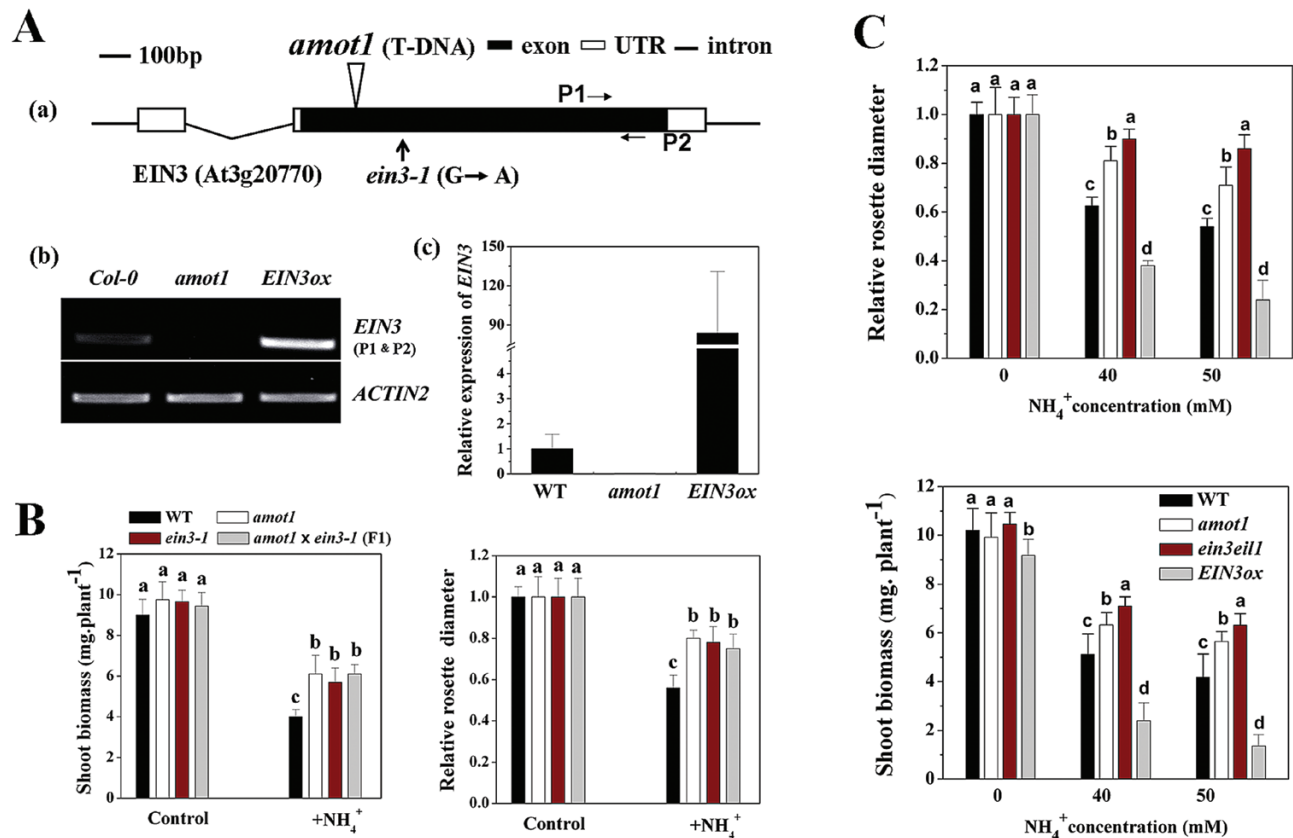 A
amot1 (T-DNA) exon UTR intron
100bp
(a)
P1
P2
EIN3 (At3g20770)
ein3-1 (G→ A)
(b)
Col-0 amot1 EIN3ox
EIN3
(P1 & P2)
ACTIN2
(c)
Relative expression of EIN3
150
120
90
60
5
4
3
2
1
0
WT amot1 EIN3ox
B
WT amot1
ein3-1 amot1 x ein3-1 (F1)
Shoot biomass (mg.plant-1)
12
10
8
6
4
2
0
a a a a
c b b b
Control +NH4+
Relative rosette diameter
1.2
1.0
0.8
0.6
0.4
0.2
0.0
a a a a
c b b b
Control +NH4+
C
Relative rosette diameter
1.2
1.0
0.8
0.6
0.4
0.2
0.0
a a a a
c b a d
c b a d
0 40 50
NH4+ concentration (mM)
Shoot biomass (mg. plant-1)
12
10
8
6
4
2
0
a a a b
c b a d
c b a d
WT
amot1
ein3eil1
EIN3ox
0 40 50
NH4+ concentration (mM)